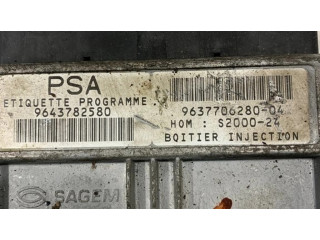 PSA
ETIQUETTE PROGRAMME
9643782580
9637706280-04
HOM : S2000-24
BOITIER INJECTION
SAGEM